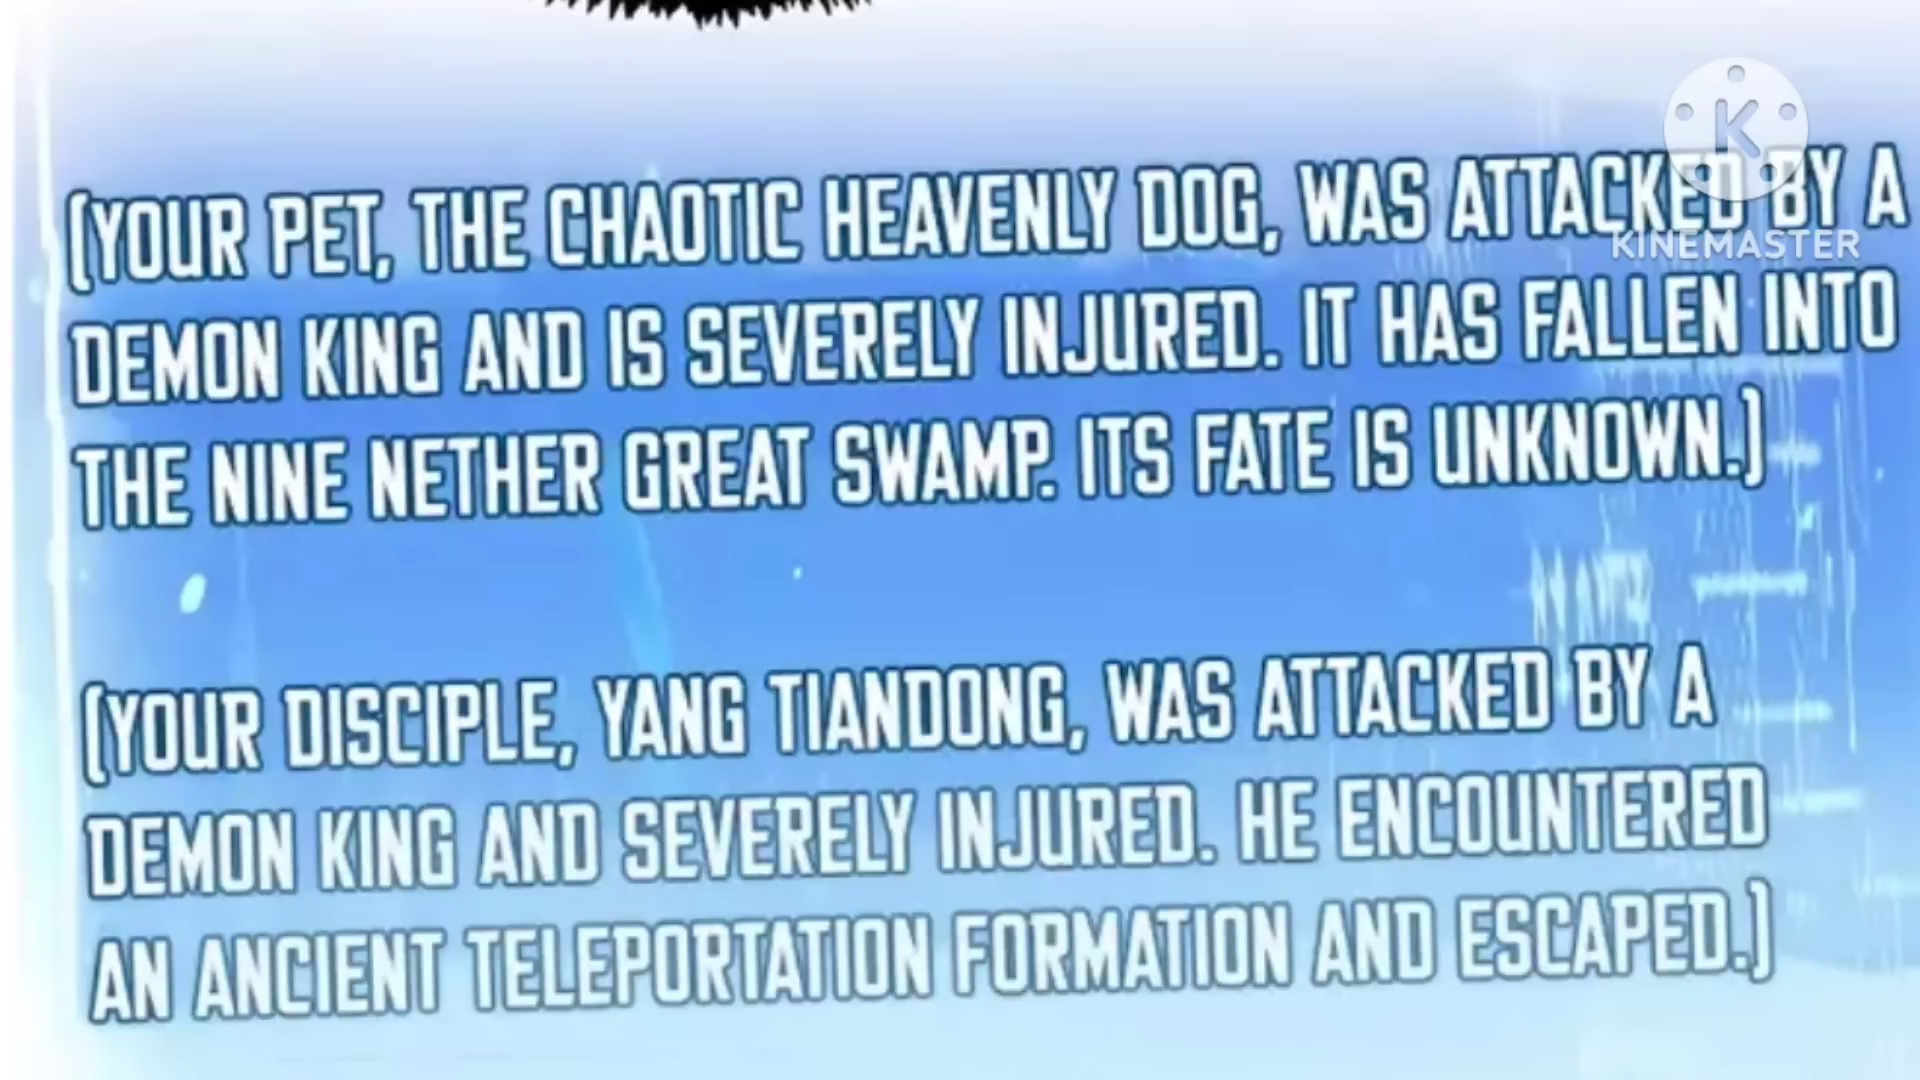 K
KINEMASTER
(YOUR PET, THE CHAOTIC HEAVENLY DOG, WAS ATTACKED BY A
DEMON KING AND IS SEVERELY INJURED. IT HAS FALLEN INTO
THE NINE NETHER GREAT SWAMP. ITS FATE IS UNKNOWN.)
(YOUR DISCIPLE, YANG TIANDONG, WAS ATTACKED BY A
DEMON KING AND SEVERELY INJURED. HE ENCOUNTERED
AN ANCIENT TELEPORTATION FORMATION AND ESCAPED.)